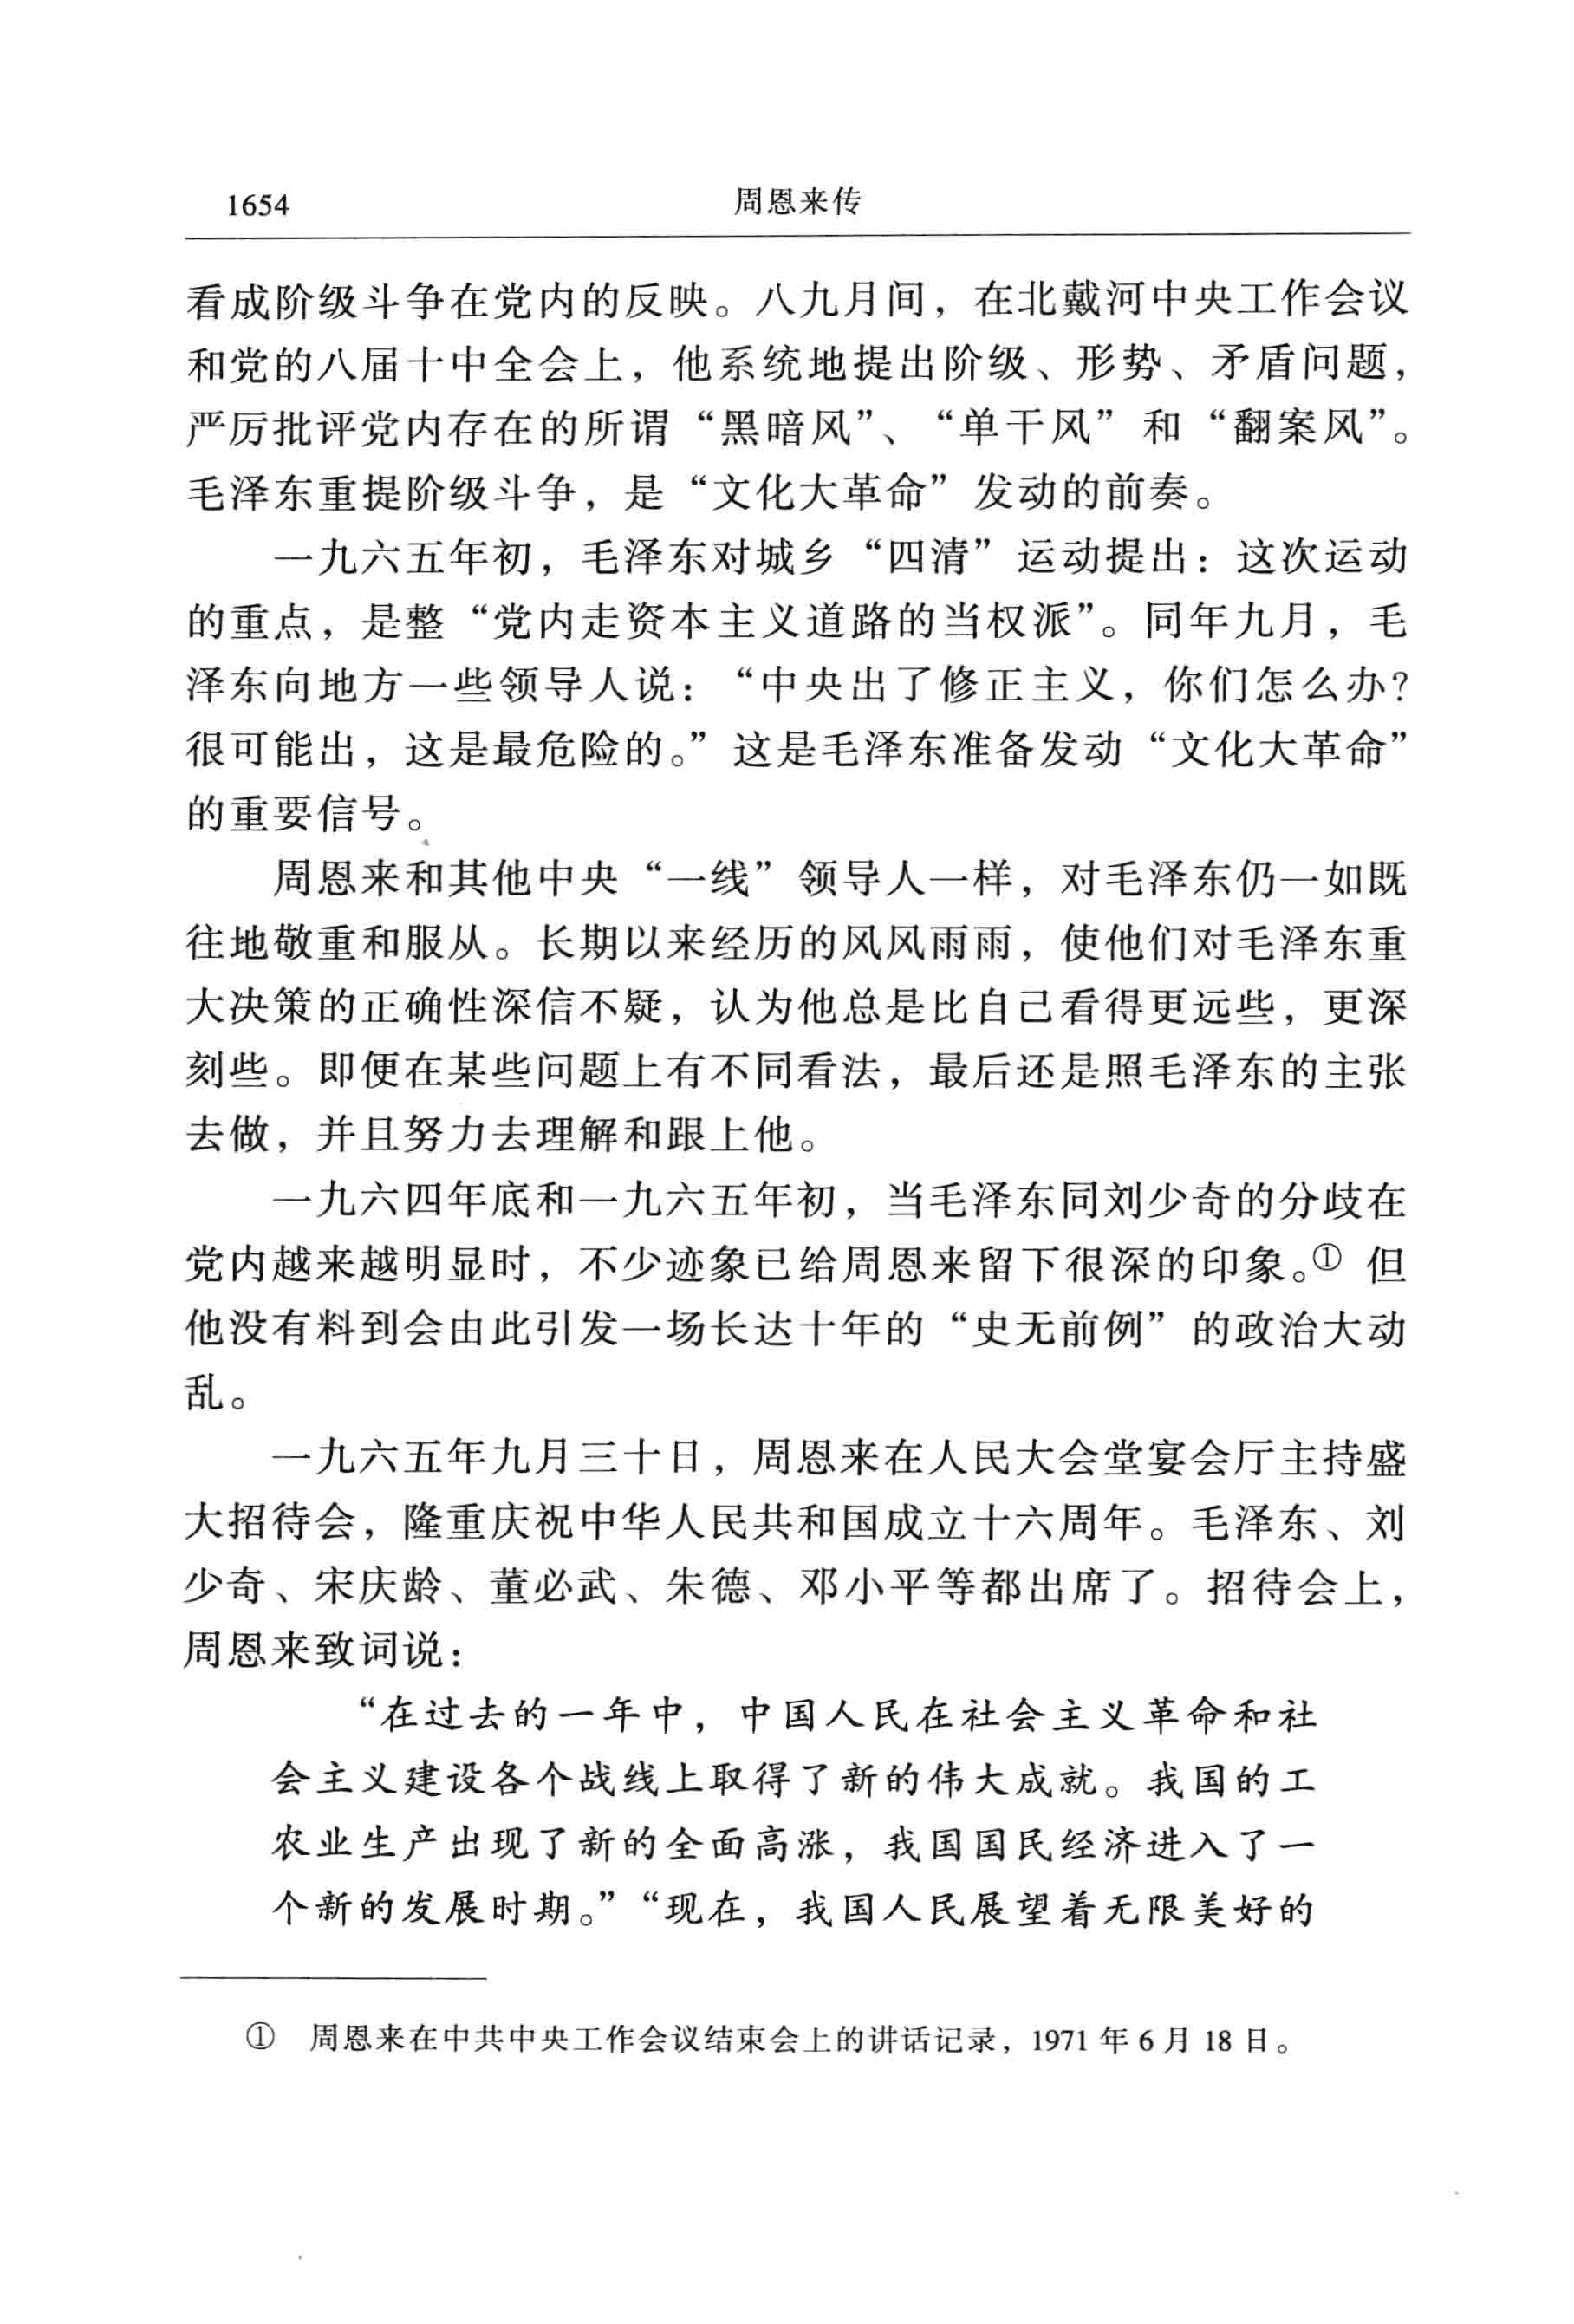 1654
周恩来传
看成阶级斗争在党内的反映。八九月间，在北戴河中央工作会议
和党的八届十中全会上，他系统地提出阶级、形势、矛盾问题，
严厉批评党内存在的所谓“黑暗风”、“单干风”和“翻案风”。
毛泽东重提阶级斗争，是“文化大革命”发动的前奏。
一九六五年初，毛泽东对城乡“四清”运动提出：这次运动
的重点，是整“党内走资本主义道路的当权派”。同年九月，毛
泽东向地方一些领导人说：“中央出了修正主义，你们怎么办？
很可能出，这是最危险的。”这是毛泽东准备发动“文化大革命”
的重要信号。
周恩来和其他中央“一线”领导人一样，对毛泽东仍一如既
往地敬重和服从。长期以来经历的风风雨雨，使他们对毛泽东重
大决策的正确性深信不疑，认为他总是比自己看得更远些，更深
刻些。即便在某些问题上有不同看法，最后还是照毛泽东的主张
去做，并且努力去理解和跟上他。
一九六四年底和一九六五年初，当毛泽东同刘少奇的分歧在
党内越来越明显时，不少迹象已给周恩来留下很深的印象。①但
他没有料到会由此引发一场长达十年的“史无前例”的政治大动
乱。
一九六五年九月三十日，周恩来在人民大会堂宴会厅主持盛
大招待会，隆重庆祝中华人民共和国成立十六周年。毛泽东、刘
少奇、宋庆龄、董必武、朱德、邓小平等都出席了。招待会上，
周恩来致词说：
“在过去的一年中，中国人民在社会主义革命和社
会主义建设各个战线上取得了新的伟大成就。我国的工
农业生产出现了新的全面高涨，我国国民经济进入了一
个新的发展时期。”“现在，我国人民展望着无限美好的
① 周恩来在中共中央工作会议结束会上的讲话记录，1971年6月18日。